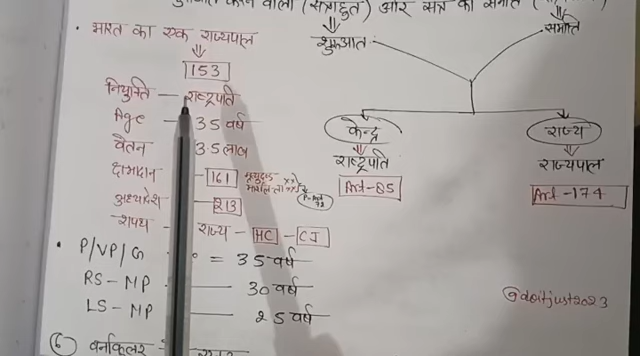 करने वाला (सत्राहुत) और सत्र की समाप्ति
भारत का एक राज्यपाल
153
नियुक्ति — राष्ट्रपति
Age 35 वर्ष
वेतन 3.5 लाख
क्षमादान 161
अध्यादेश 213
शपथ राज्य - HC - CJ
शुरुआत
समाप्ति
केन्द्र
राष्ट्रपति
Art-85
राज्य
राज्यपाल
Art-174
P/VP/G = 35 वर्ष
RS-MP 30 वर्ष
LS-MP 25 वर्ष
@doitjust2023
6 वर्नाकुलर